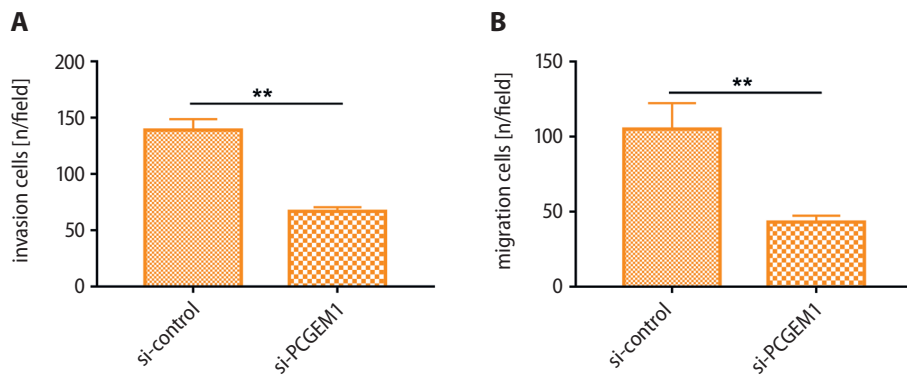 A
invasion cells [n/field]
200
150
100
50
0
**
si-control
si-PCGEM1
B
migration cells [n/field]
150
100
50
0
**
si-control
si-PCGEM1